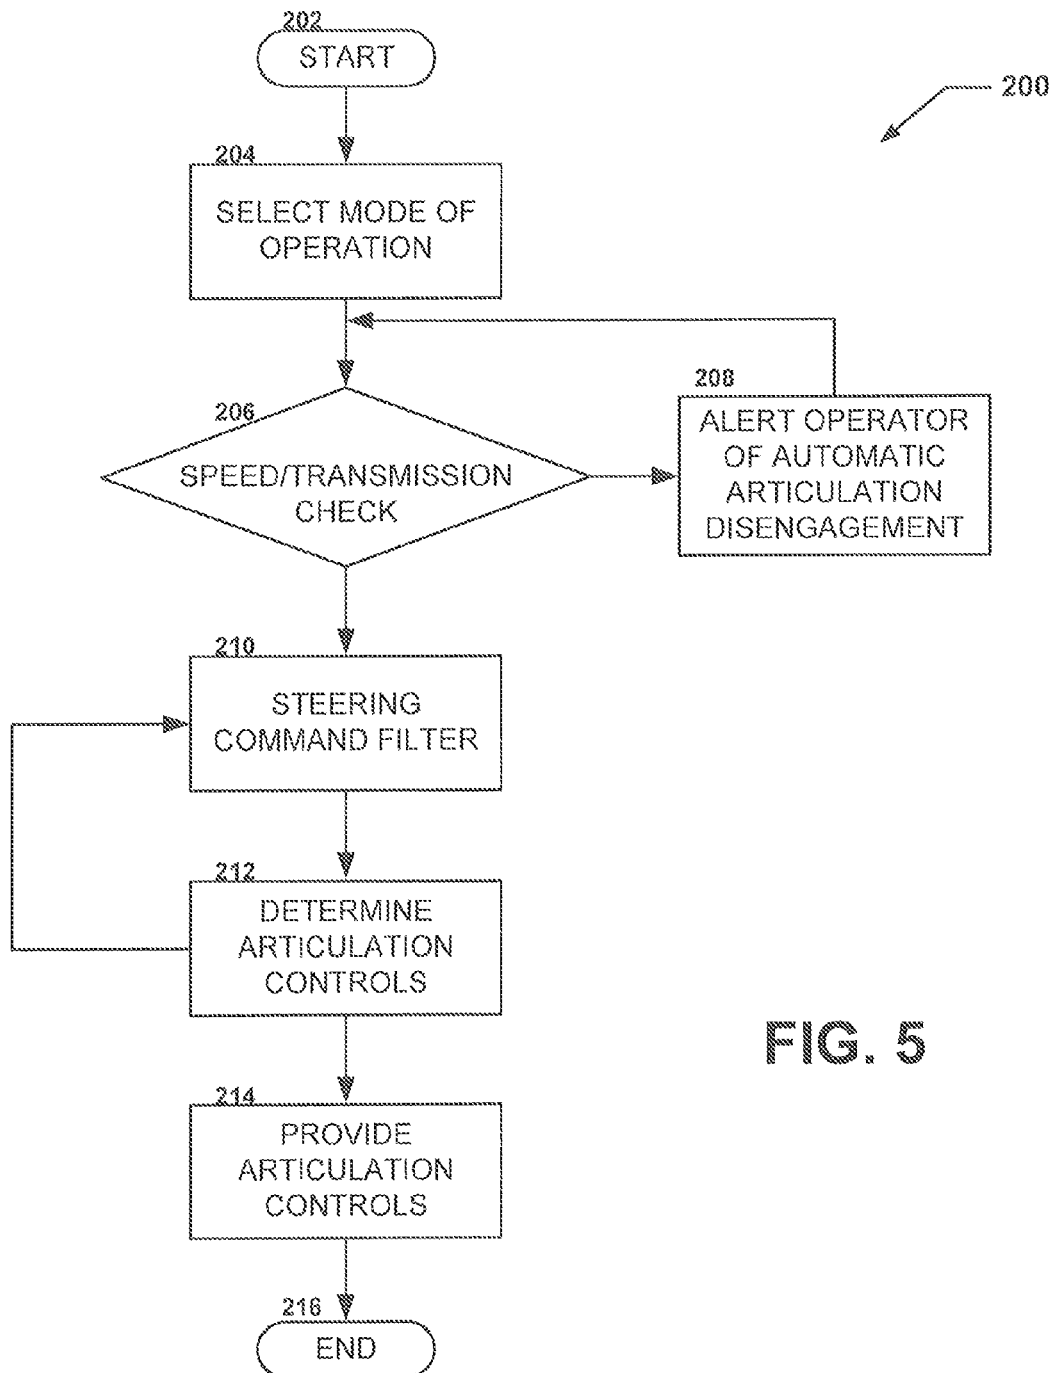 202
START
200
204
SELECT MODE OF
OPERATION
206
SPEED/TRANSMISSION
CHECK
208
ALERT OPERATOR
OF AUTOMATIC
ARTICULATION
DISENGAGEMENT
210
STEERING
COMMAND FILTER
212
DETERMINE
ARTICULATION
CONTROLS
FIG. 5
214
PROVIDE
ARTICULATION
CONTROLS
216
END